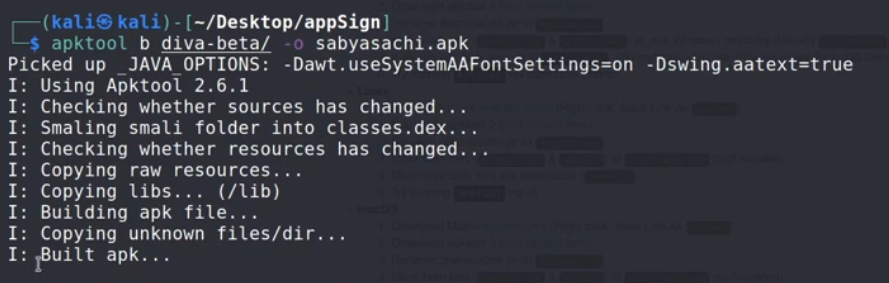 ┌──(kali㉿kali)-[~/Desktop/appSign]
└─$ apktool b diva-beta/ -o sabyasachi.apk
Picked up _JAVA_OPTIONS: -Dawt.useSystemAAFontSettings=on -Dswing.aatext=true
I: Using Apktool 2.6.1
I: Checking whether sources has changed...
I: Smaling smali folder into classes.dex...
I: Checking whether resources has changed...
I: Copying raw resources...
I: Copying libs... (/lib)
I: Building apk file...
I: Copying unknown files/dir...
I: Built apk...